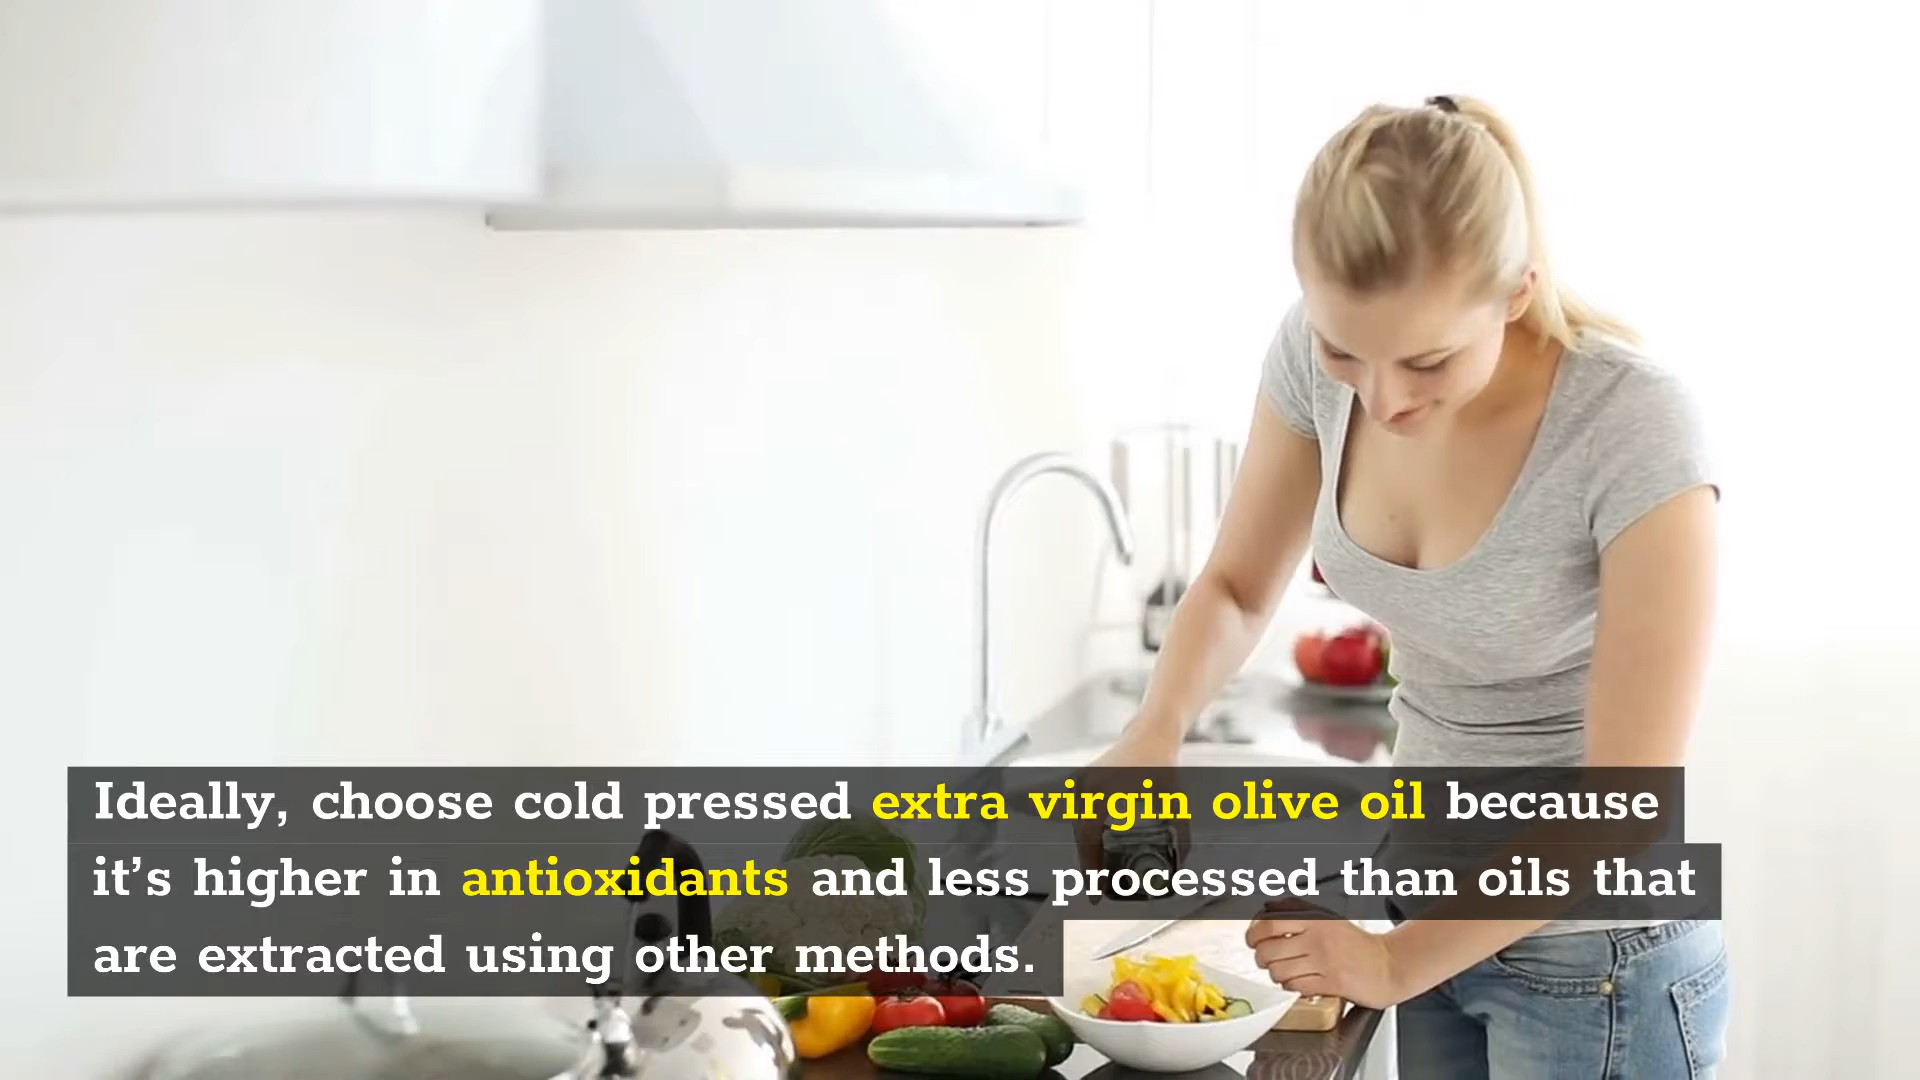 Ideally, choose cold pressed extra virgin olive oil because
it’s higher in antioxidants and less processed than oils that
are extracted using other methods.